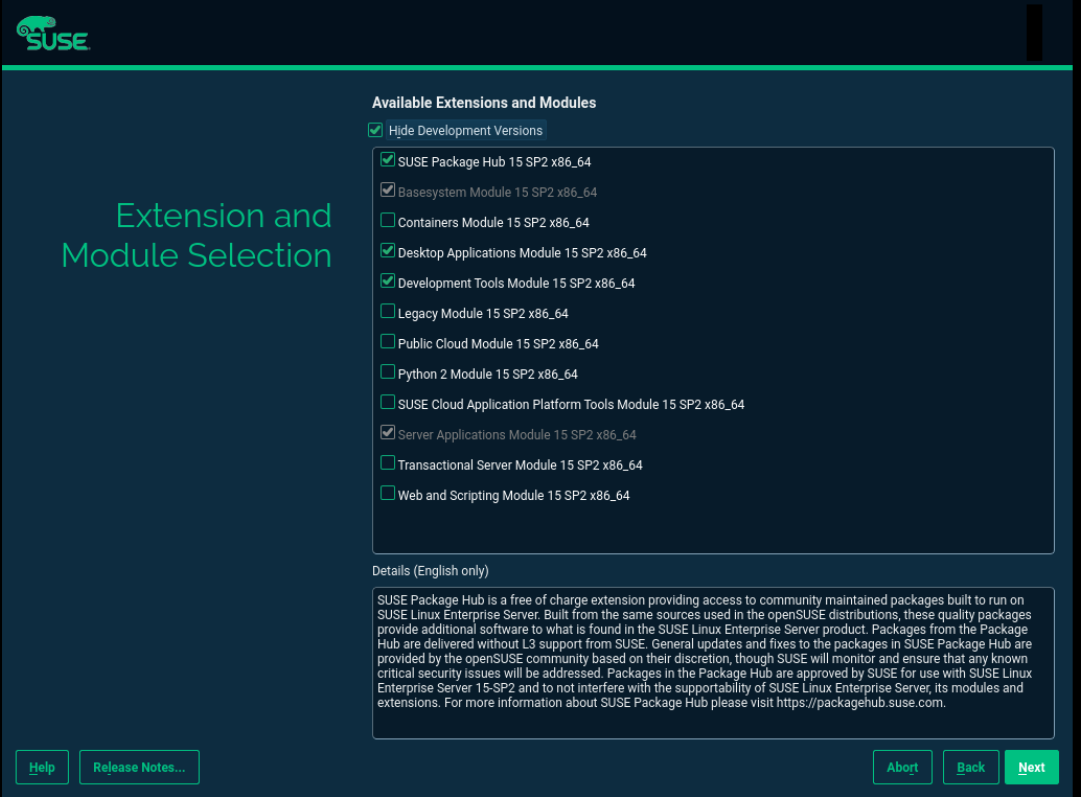 SUSE
Available Extensions and Modules
Hide Development Versions
Extension and
Module Selection
SUSE Package Hub 15 SP2 x86_64
Basesystem Module 15 SP2 x86_64
Containers Module 15 SP2 x86_64
Desktop Applications Module 15 SP2 x86_64
Development Tools Module 15 SP2 x86_64
Legacy Module 15 SP2 x86_64
Public Cloud Module 15 SP2 x86_64
Python 2 Module 15 SP2 x86_64
SUSE Cloud Application Platform Tools Module 15 SP2 x86_64
Server Applications Module 15 SP2 x86_64
Transactional Server Module 15 SP2 x86_64
Web and Scripting Module 15 SP2 x86_64
Details (English only)
SUSE Package Hub is a free of charge extension providing access to community maintained packages built to run on
SUSE Linux Enterprise Server. Built from the same sources used in the openSUSE distributions, these quality packages
provide additional software to what is found in the SUSE Linux Enterprise Server product. Packages from the Package
Hub are delivered without L3 support from SUSE. General updates and fixes to the packages in SUSE Package Hub are
provided by the openSUSE community based on their discretion, though SUSE will monitor and ensure that any known
critical security issues will be addressed. Packages in the Package Hub are approved by SUSE for use with SUSE Linux
Enterprise Server 15-SP2 and to not interfere with the supportability of SUSE Linux Enterprise Server, its modules and
extensions. For more information about SUSE Package Hub please visit https://packagehub.suse.com.
Help
Release Notes...
Abort
Back
Next